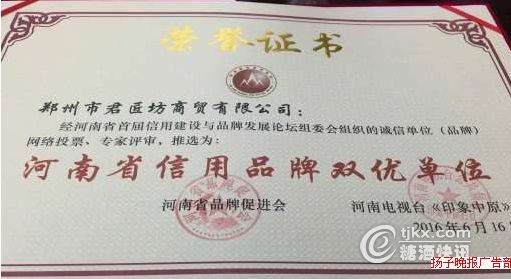 荣誉证书
郑州市君匠坊商贸有限公司：
经河南省首届信用建设与品牌发展论坛组委会组织的诚信单位（品牌）
网络投票、专家评审，推选为：
河南省信用品牌双优单位
河南省品牌促进会
河南电视台《印象中原》
2016年6月16
tjkx.com
糖酒快讯
扬子晚报广告部